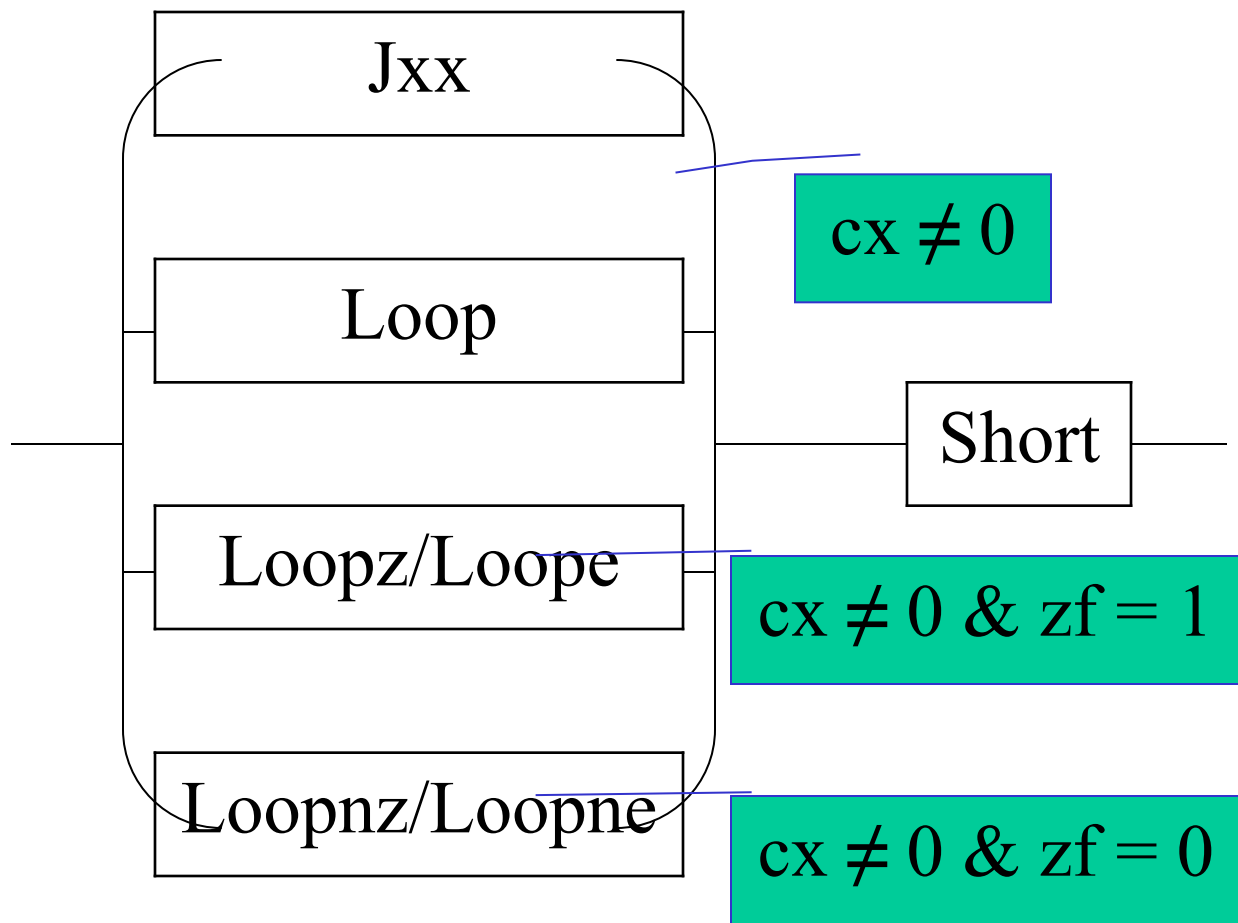 Jxx
cx ≠ 0
Loop
Short
Loopz/Loope
cx ≠ 0 & zf = 1
Loopnz/Loopne
cx ≠ 0 & zf = 0